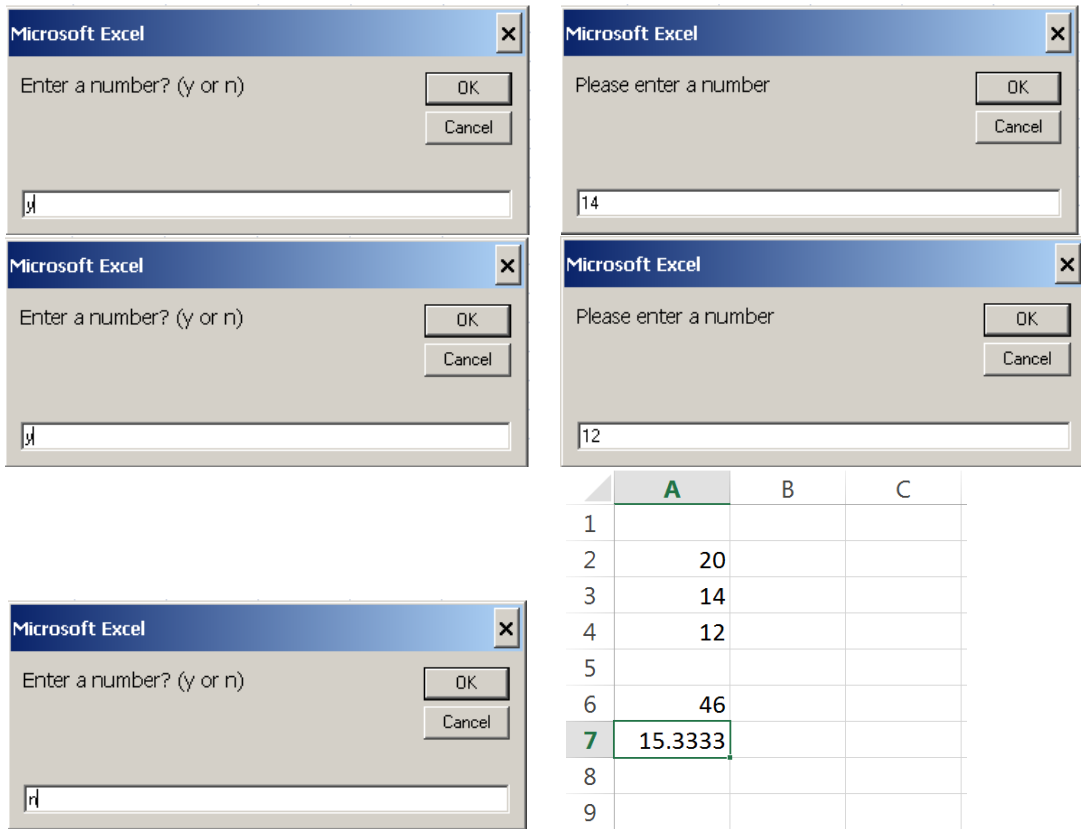 Microsoft Excel
Enter a number? (y or n)
OK
Cancel
y
Microsoft Excel
Please enter a number
OK
Cancel
14
Microsoft Excel
Enter a number? (y or n)
OK
Cancel
y
Microsoft Excel
Please enter a number
OK
Cancel
12
Microsoft Excel
Enter a number? (y or n)
OK
Cancel
n
A B C
1
2 20
3 14
4 12
5
6 46
7 15.3333
8
9